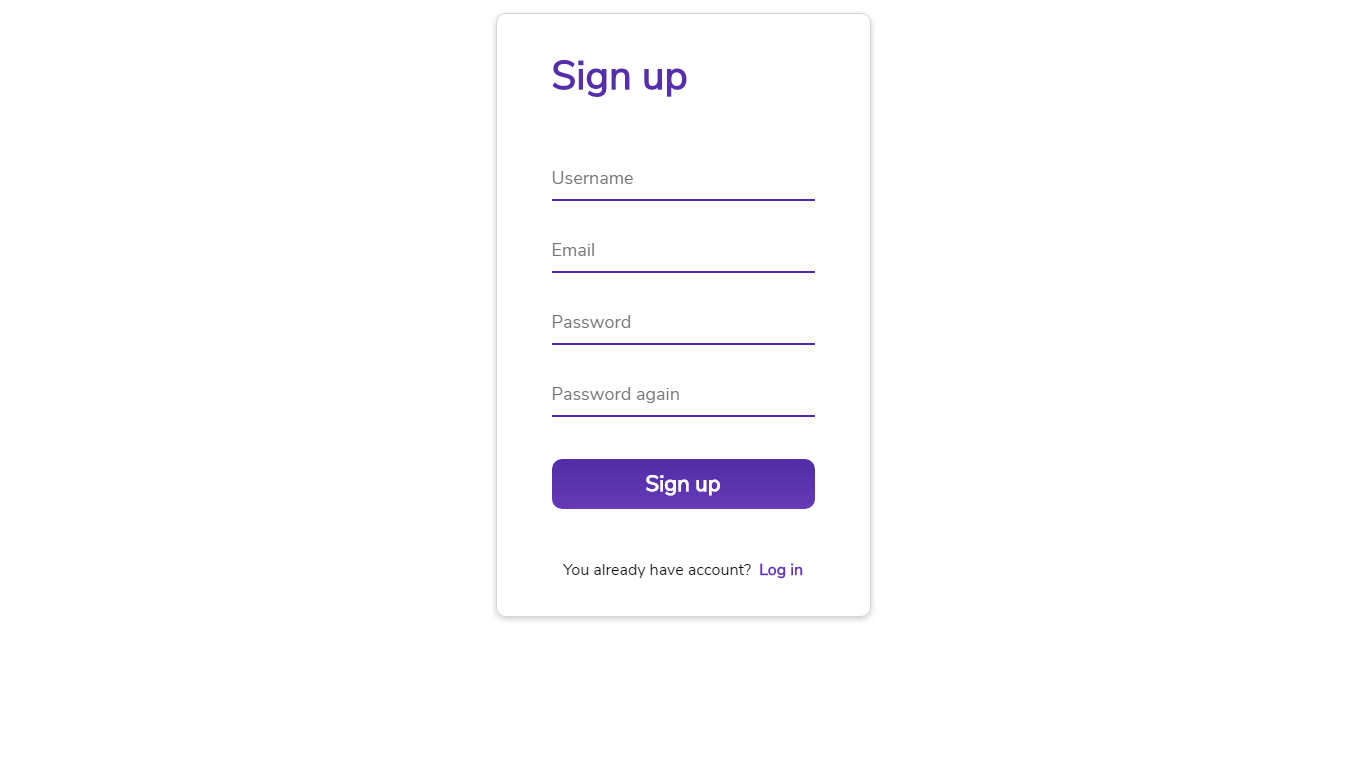 Sign up
Username
Email
Password
Password again
Sign up
You already have account? Log in